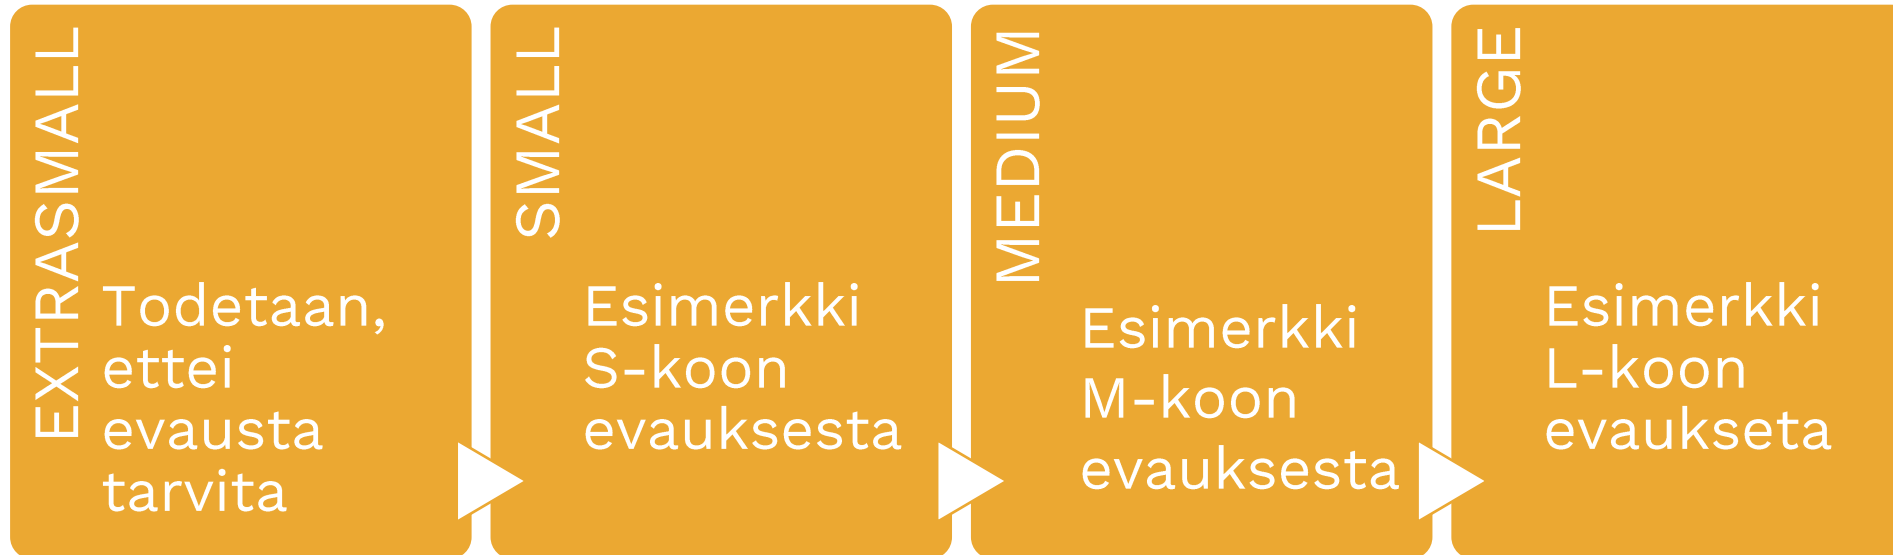 EXTRASMALL
Todetaan,
ettei
evausta
tarvita
SMALL
Esimerkki
S-koon
evauksesta
MEDIUM
Esimerkki
M-koon
evauksesta
LARGE
Esimerkki
L-koon
evaukseta